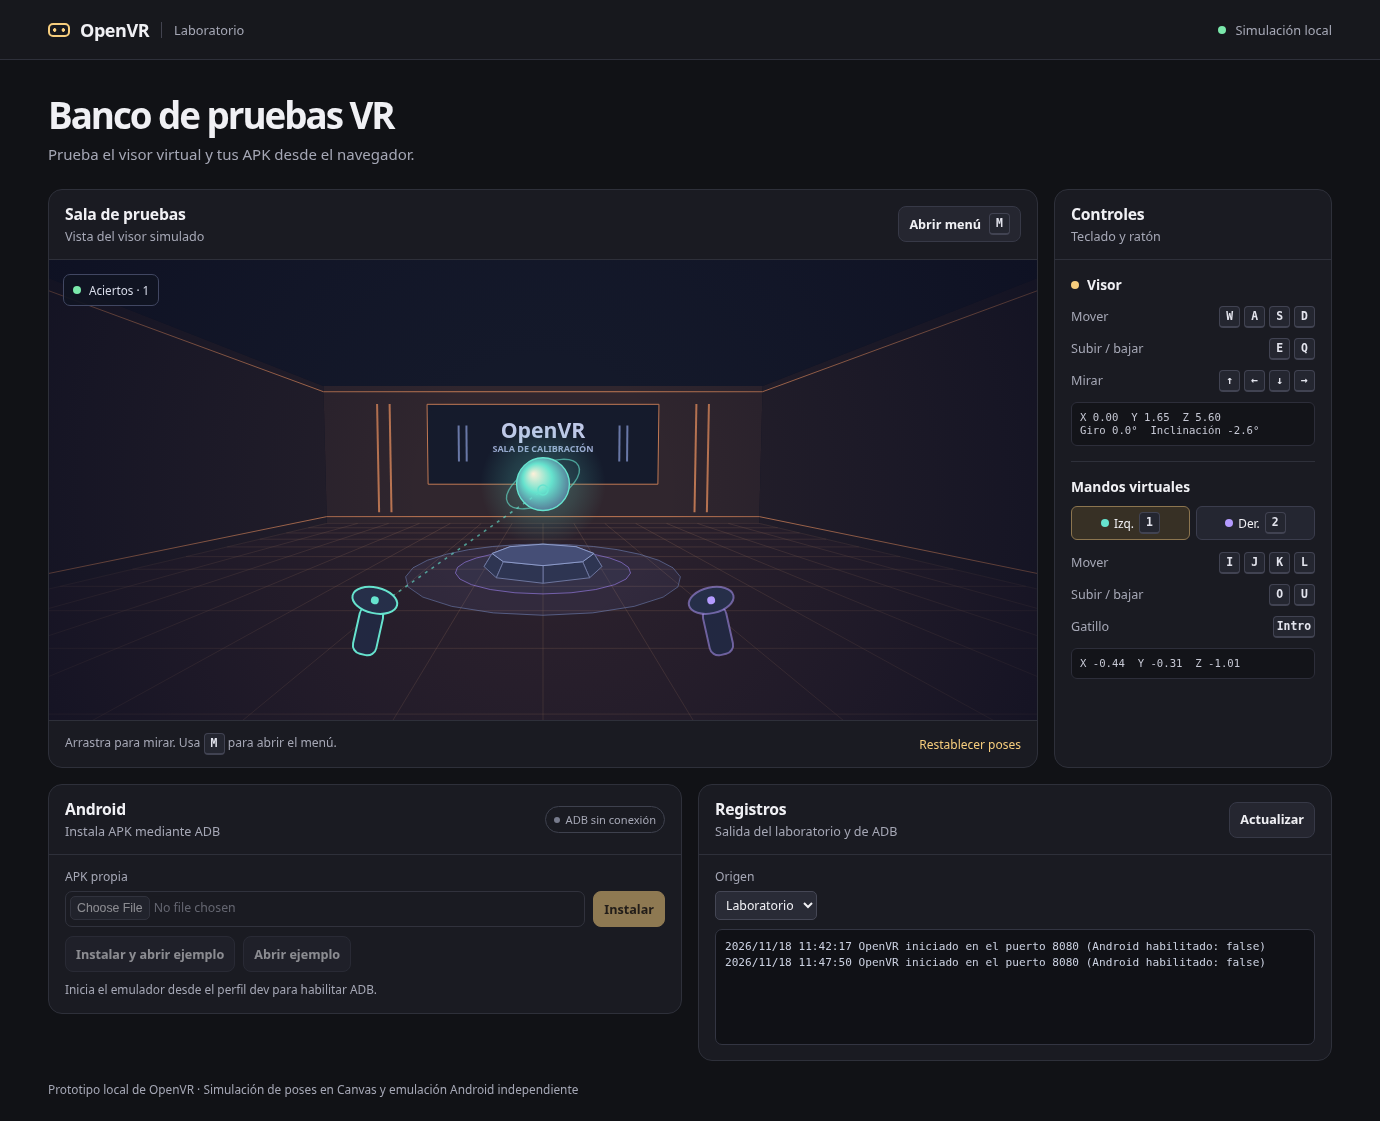 OpenVR
Laboratorio
Simulación local
Banco de pruebas VR
Prueba el visor virtual y tus APK desde el navegador.
Sala de pruebas
Vista del visor simulado
Abrir menú M
Aciertos · 1
OpenVR
SALA DE CALIBRACIÓN
Arrastra para mirar. Usa M para abrir el menú.
Restablecer poses
Controles
Teclado y ratón
Visor
Mover W A S D
Subir / bajar E Q
Mirar ↑ ← ↓ →
X 0.00 Y 1.65 Z 5.60
Giro 0.0° Inclinación -2.6°
Mandos virtuales
Izq. 1 Der. 2
Mover I J K L
Subir / bajar O U
Gatillo Intro
X -0.44 Y -0.31 Z -1.01
Android
Instala APK mediante ADB
ADB sin conexión
APK propia
Choose File No file chosen
Instalar
Instalar y abrir ejemplo Abrir ejemplo
Inicia el emulador desde el perfil dev para habilitar ADB.
Registros
Salida del laboratorio y de ADB
Actualizar
Origen
Laboratorio
2026/11/18 11:42:17 OpenVR iniciado en el puerto 8080 (Android habilitado: false)
2026/11/18 11:47:50 OpenVR iniciado en el puerto 8080 (Android habilitado: false)
Prototipo local de OpenVR · Simulación de poses en Canvas y emulación Android independiente